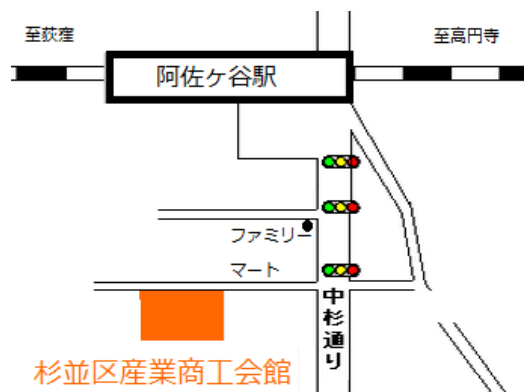 至荻窪
至高円寺
阿佐ヶ谷駅
ファミリー
マート
中杉通り
杉並区産業商工会館